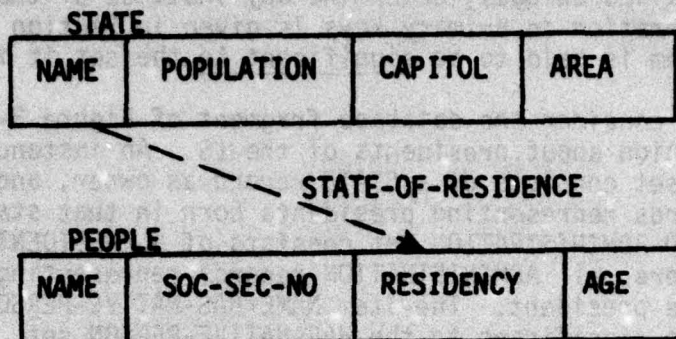 STATE
NAME POPULATION CAPITOL AREA
STATE-OF-RESIDENCE
PEOPLE
NAME SOC-SEC-NO RESIDENCY AGE